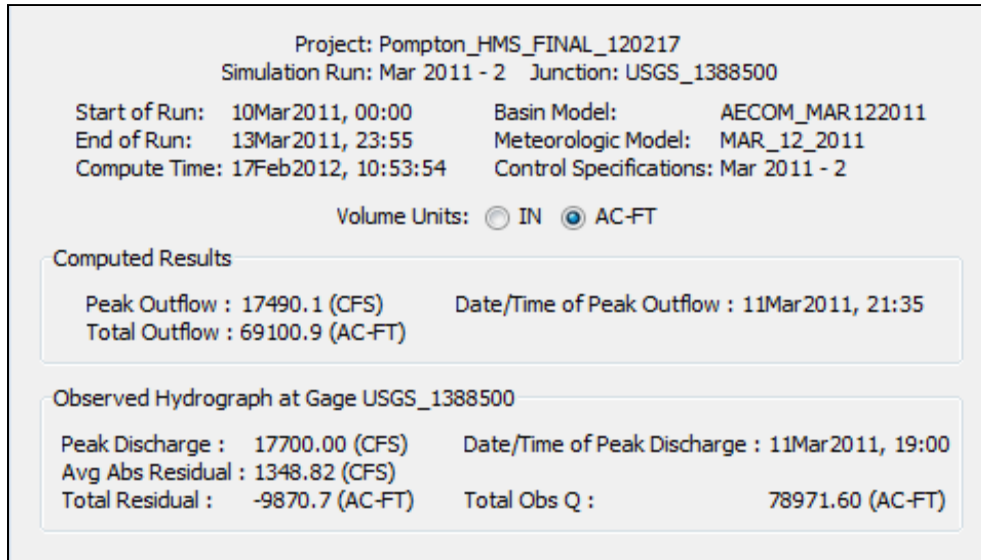 Project: Pompton_HMS_FINAL_120217
Simulation Run: Mar 2011 - 2 Junction: USGS_1388500
Start of Run: 10Mar2011, 00:00 Basin Model: AECOM_MAR122011
End of Run: 13Mar2011, 23:55 Meteorologic Model: MAR_12_2011
Compute Time: 17Feb2012, 10:53:54 Control Specifications: Mar 2011 - 2
Volume Units: IN AC-FT
Computed Results
Peak Outflow : 17490.1 (CFS) Date/Time of Peak Outflow : 11Mar2011, 21:35
Total Outflow : 69100.9 (AC-FT)
Observed Hydrograph at Gage USGS_1388500
Peak Discharge : 17700.00 (CFS) Date/Time of Peak Discharge : 11Mar2011, 19:00
Avg Abs Residual : 1348.82 (CFS)
Total Residual : -9870.7 (AC-FT) Total Obs Q : 78971.60 (AC-FT)